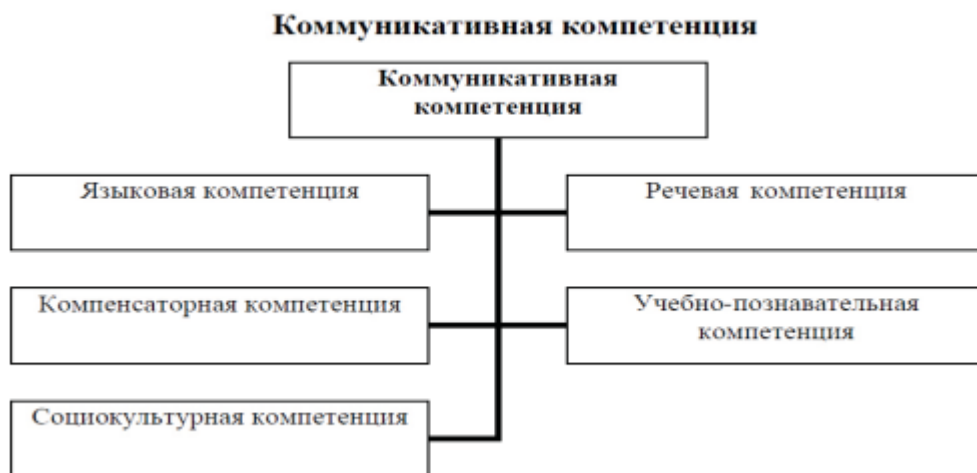 Коммуникативная компетенция
Коммуникативная
компетенция
Языковая компетенция
Речевая компетенция
Компенсаторная компетенция
Учебно-познавательная
компетенция
Социокультурная компетенция